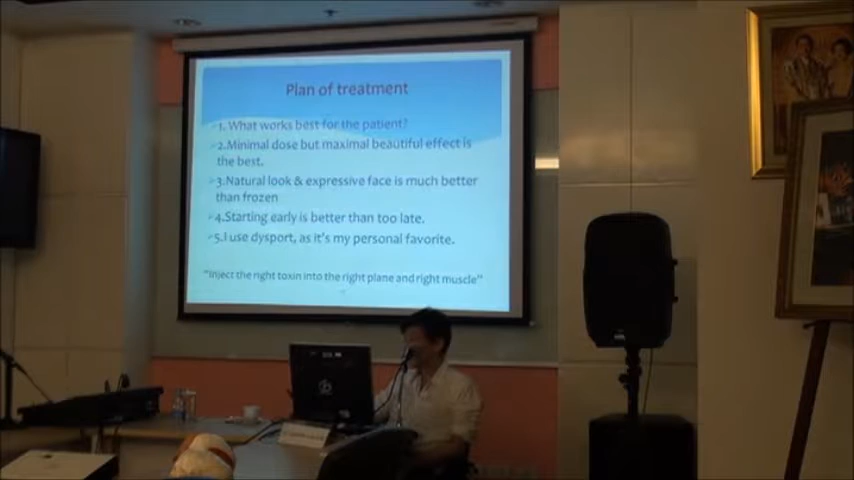 Plan of treatment
1. What works best for the patient?
2.Minimal dose but maximal beautiful effect is
the best.
3.Natural look & expressive face is much better
than frozen
4.Starting early is better than too late.
5.I use dysport, as it's my personal favorite.
"Inject the right toxin into the right plane and right muscle"